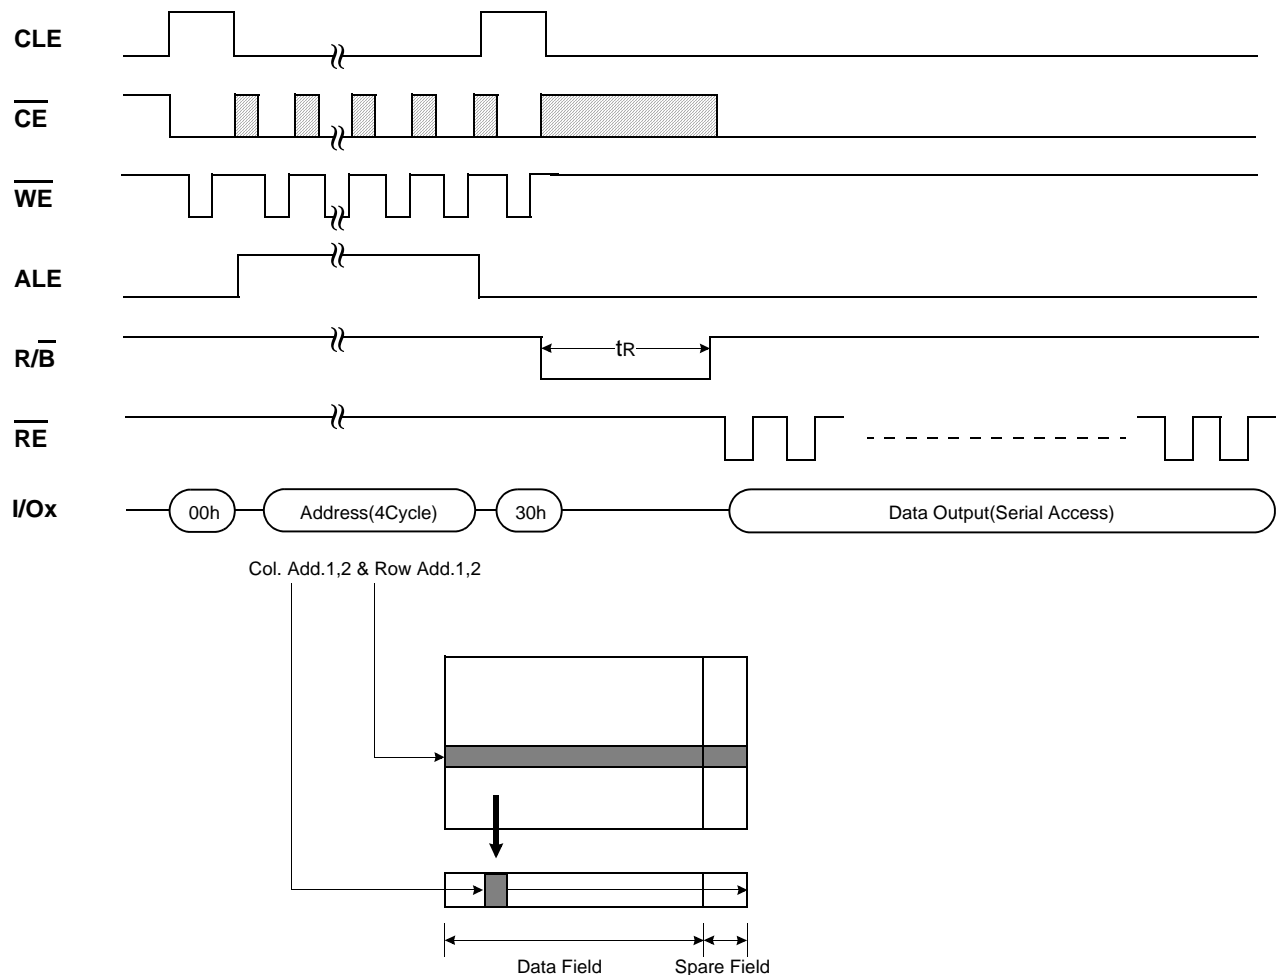 CLE
CE
WE
ALE
R/B
tR
RE
I/Ox
00h
Address(4Cycle)
30h
Data Output(Serial Access)
Col. Add.1,2 & Row Add.1,2
Data Field
Spare Field